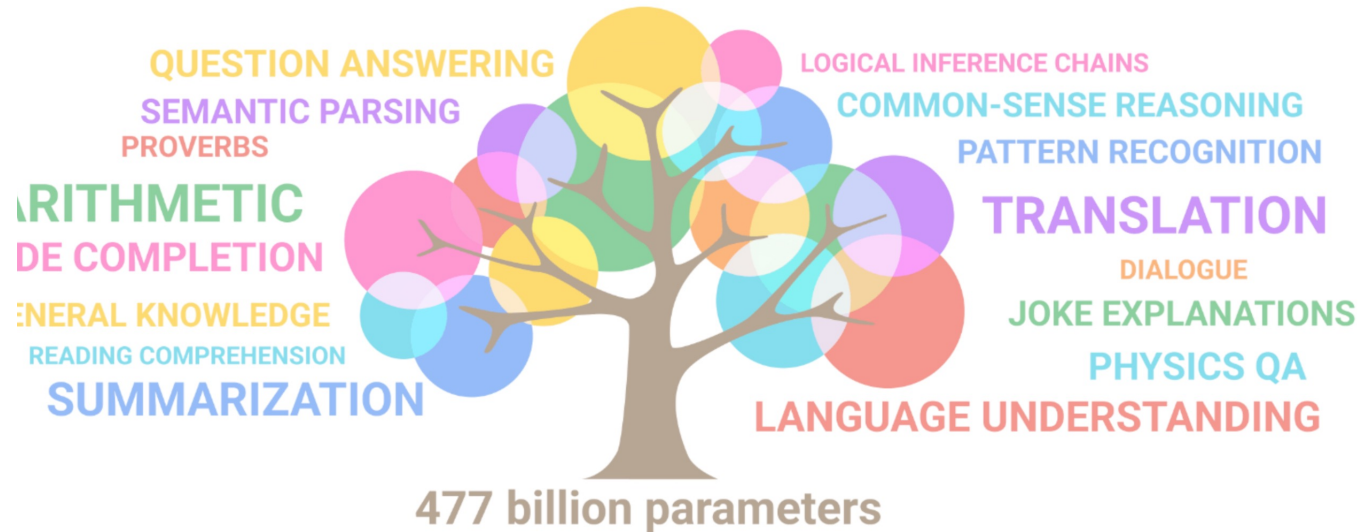 QUESTION ANSWERING
SEMANTIC PARSING
PROVERBS
ARITHMETIC
DE COMPLETION
ENERAL KNOWLEDGE
READING COMPREHENSION
SUMMARIZATION
LOGICAL INFERENCE CHAINS
COMMON-SENSE REASONING
PATTERN RECOGNITION
TRANSLATION
DIALOGUE
JOKE EXPLANATIONS
PHYSICS QA
LANGUAGE UNDERSTANDING
477 billion parameters